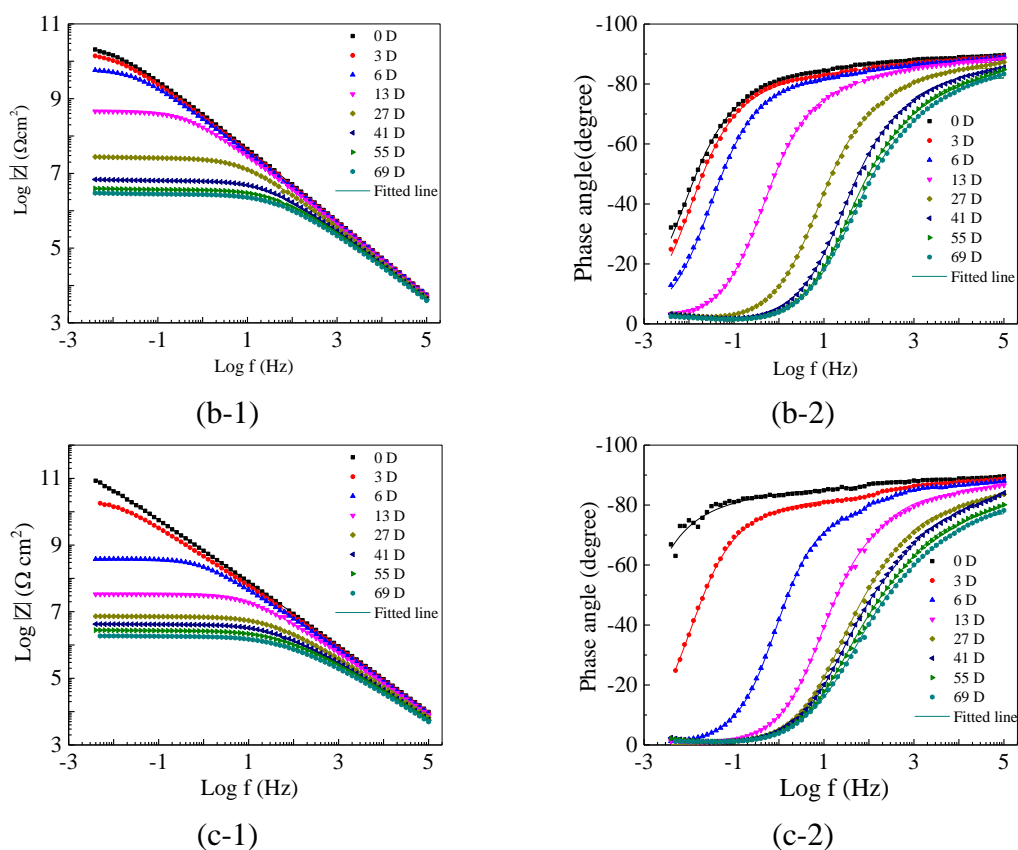 11
9
7
5
3
-3
-1
1
3
5
Log |Z| (Ωcm²)
Log f (Hz)
0 D
3 D
6 D
13 D
27 D
41 D
55 D
69 D
Fitted line
(b-1)
-100
-80
-60
-40
-20
0
-3
-1
1
3
5
Phase angle(degree)
Log f (Hz)
0 D
3 D
6 D
13 D
27 D
41 D
55 D
69 D
Fitted line
(b-2)
11
9
7
5
3
-3
-1
1
3
5
Log |Z| (Ω cm²)
Log f (Hz)
0 D
3 D
6 D
13 D
27 D
41 D
55 D
69 D
Fitted line
(c-1)
-100
-80
-60
-40
-20
0
-3
-1
1
3
5
Phase angle (degree)
Log f (Hz)
0 D
3 D
6 D
13 D
27 D
41 D
55 D
69 D
Fitted line
(c-2)